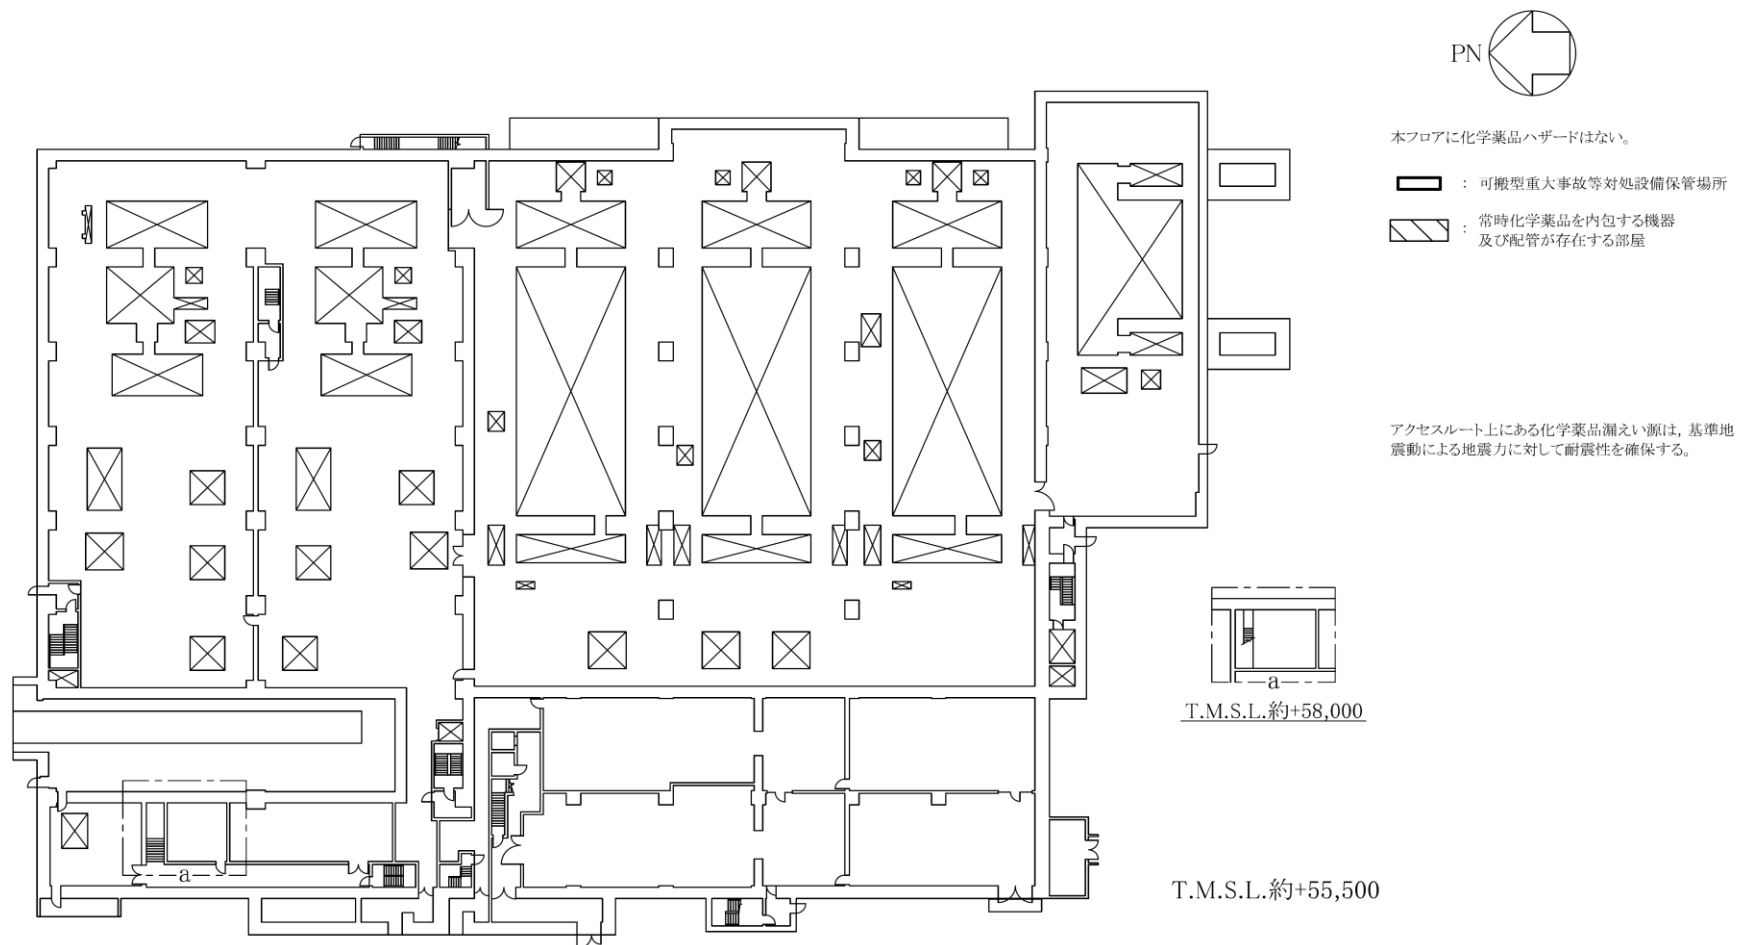 PN
本フロアに化学薬品ハザードはない。
： 可搬型重大事故等対処設備保管場所
： 常時化学薬品を内包する機器
及び配管が存在する部屋
アクセスルート上にある化学薬品漏えい源は，基準地
震動による地震力に対して耐震性を確保する。
a
T.M.S.L.約+58,000
a
T.M.S.L.約+55,500